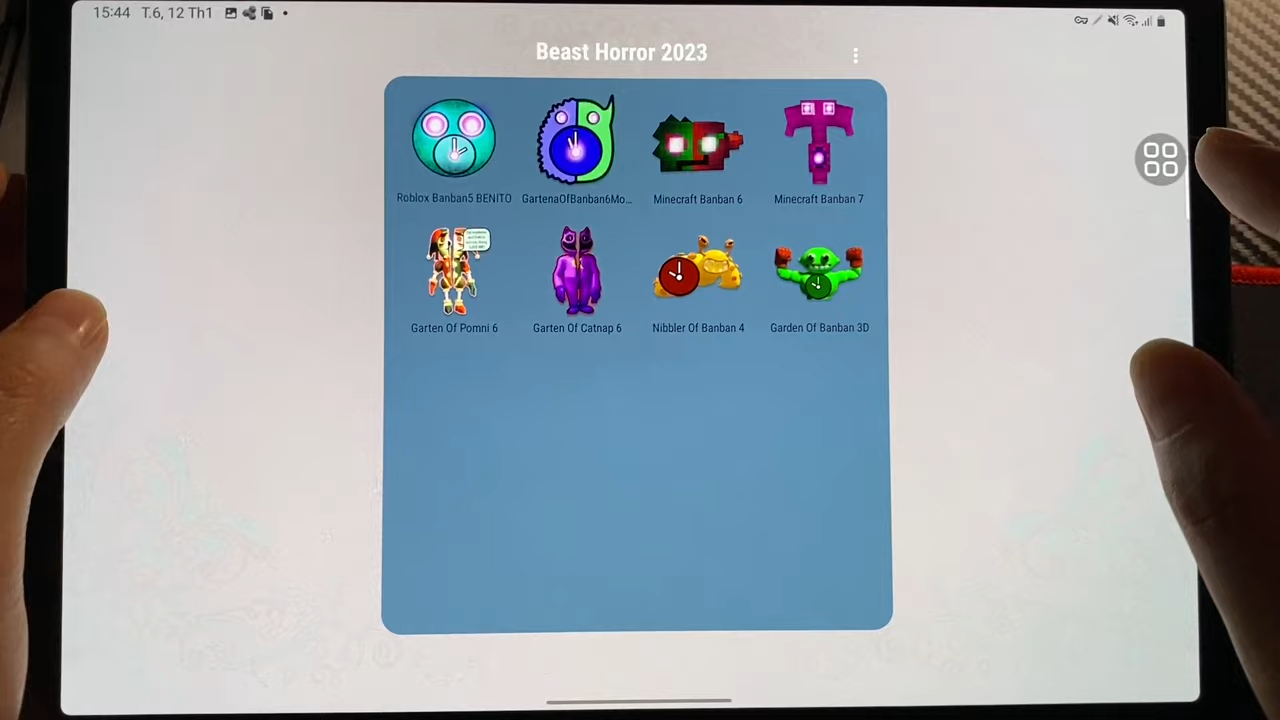 15:44 T.6, 12 Th1
Beast Horror 2023
Roblox Banban5 BENITO
GartenaOfBanban6Mo...
Minecraft Banban 6
Minecraft Banban 7
Garten Of Pomni 6
Garten Of Catnap 6
Nibbler Of Banban 4
Garden Of Banban 3D